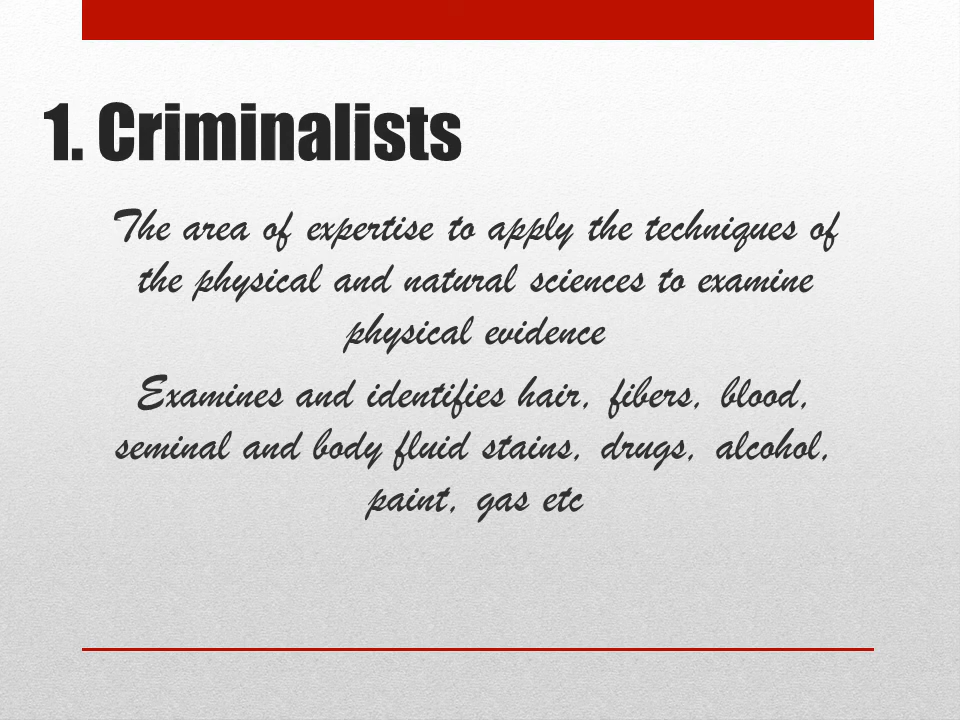 1. Criminalists
The area of expertise to apply the techniques of
the physical and natural sciences to examine
physical evidence
Examines and identifies hair, fibers, blood,
seminal and body fluid stains, drugs, alcohol,
paint, gas etc